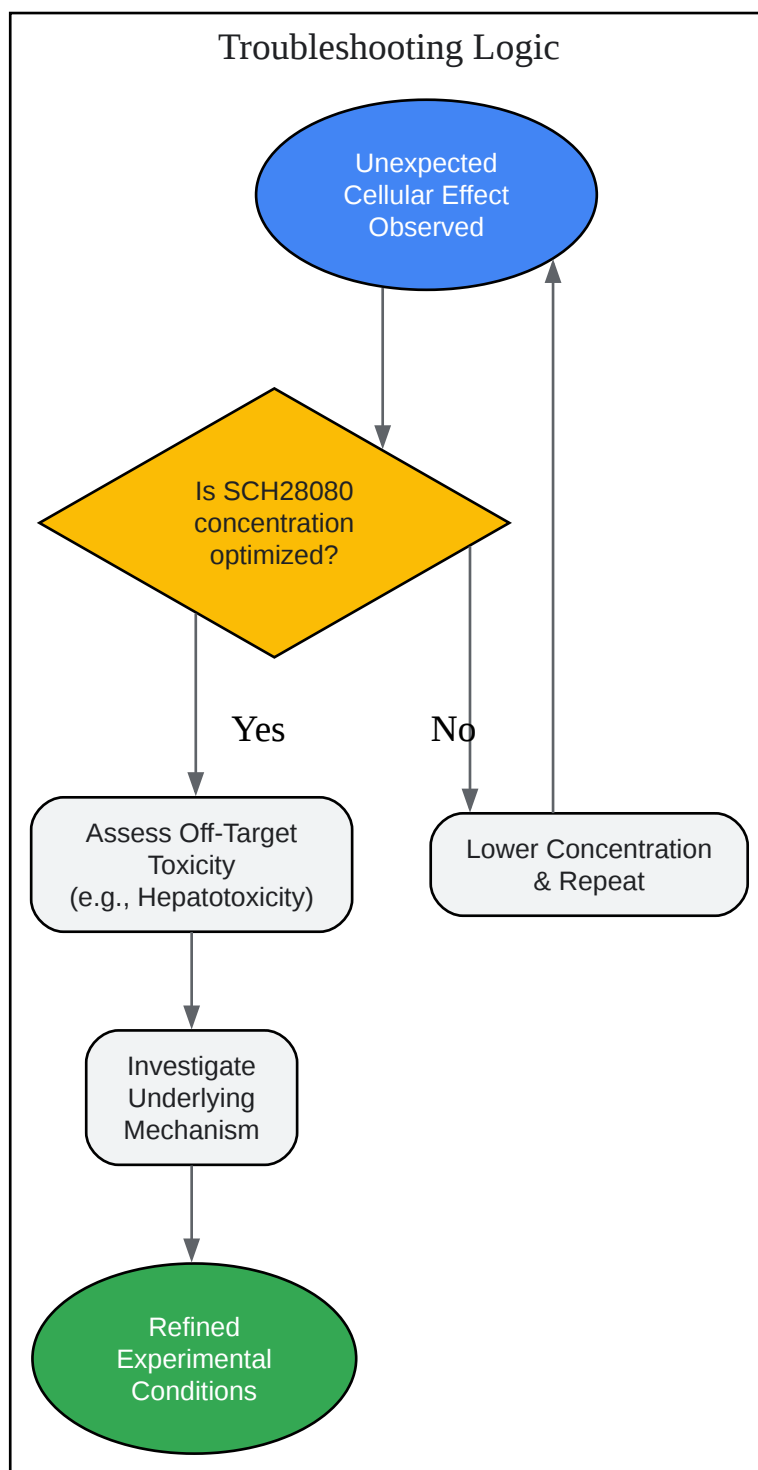 Troubleshooting Logic
Unexpected
Cellular Effect
Observed
Is SCH28080
concentration
optimized?
Yes
No
Assess Off-Target
Toxicity
(e.g., Hepatotoxicity)
Lower Concentration
& Repeat
Investigate
Underlying
Mechanism
Refined
Experimental
Conditions